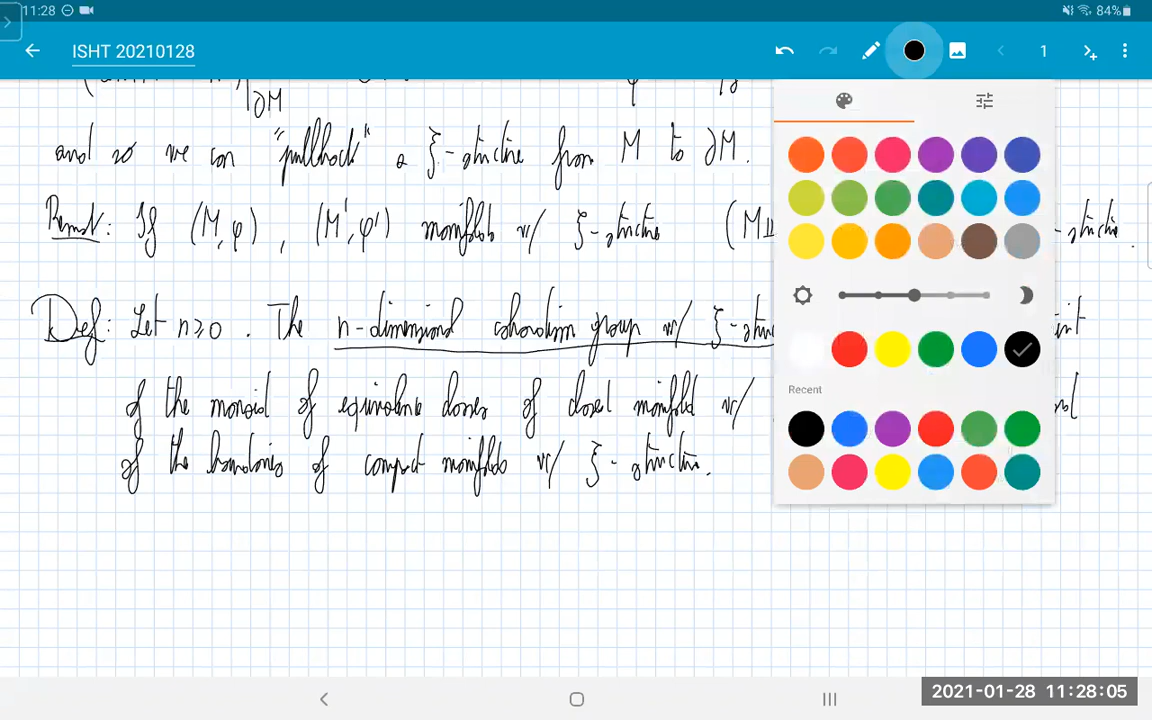 11:28 84%
ISHT 20210128 1
∂M φ
and so we can "pullback" a ξ-structure from M to ∂M.
Remark: If (M,φ), (M',φ') manifolds w/ ξ-structure (M⨿ -structure.
Def: Let n≥0. The n-dimensional cobordism group w/ ξ-
of the monoid of equivalence classes of closed manifold w/
of the boundaries of compact manifolds w/ ξ-structure.
Recent
2021-01-28 11:28:05